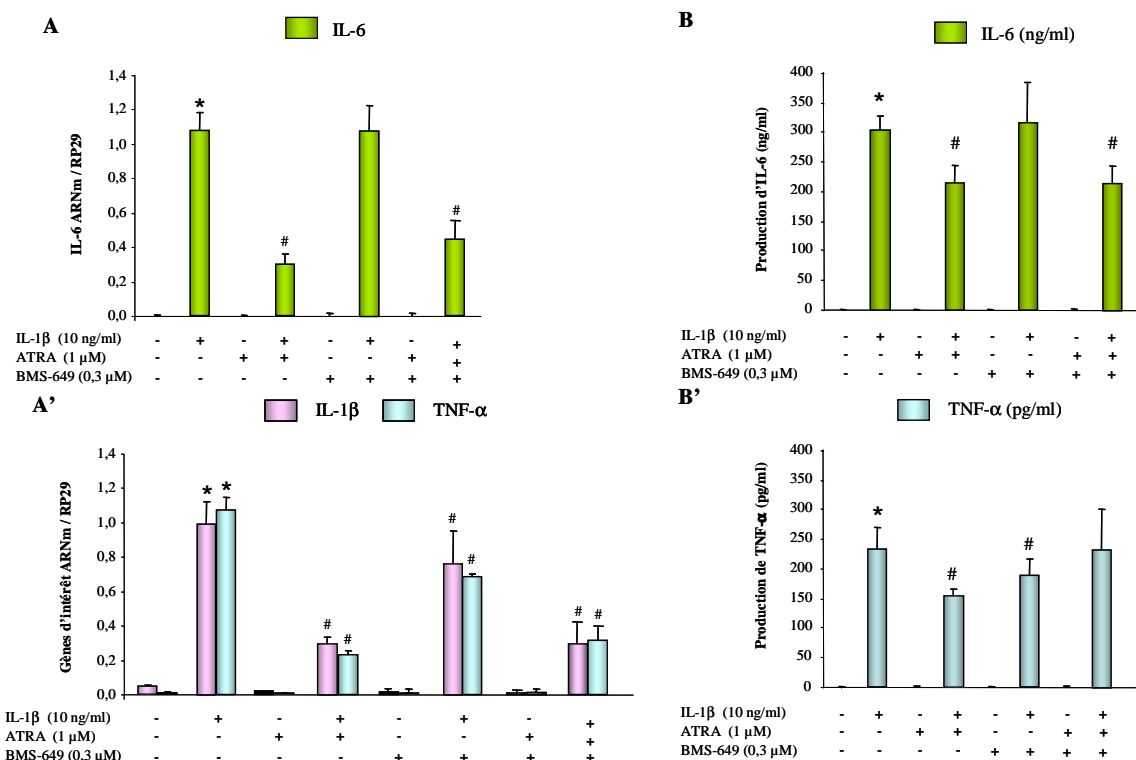 A
IL-6
IL-6 ARNm / RP29
1,4
1,2
1,0
0,8
0,6
0,4
0,2
0,0
*
#
#
IL-1β (10 ng/ml) - + - + - + - +
ATRA (1 µM) - - + + - - + +
BMS-649 (0,3 µM) - - - - + + + +
B
IL-6 (ng/ml)
Production d'IL-6 (ng/ml)
400
350
300
250
200
150
100
50
0
*
#
#
IL-1β (10 ng/ml) - + - + - + - +
ATRA (1 µM) - - + + - - + +
BMS-649 (0,3 µM) - - - - + + + +
A'
IL-1β
TNF-α
Gènes d'intérêt ARNm / RP29
1,4
1,2
1,0
0,8
0,6
0,4
0,2
0,0
* *
# #
# #
# #
IL-1β (10 ng/ml) - + - + - + - +
ATRA (1 µM) - - + + - - + +
BMS-649 (0,3 µM) - - - - + + + +
B'
TNF-α (pg/ml)
Production de TNF-α (pg/ml)
400
350
300
250
200
150
100
50
0
*
#
#
IL-1β (10 ng/ml) - + - + - + - +
ATRA (1 µM) - - + + - - + +
BMS-649 (0,3 µM) - - - - + + + +